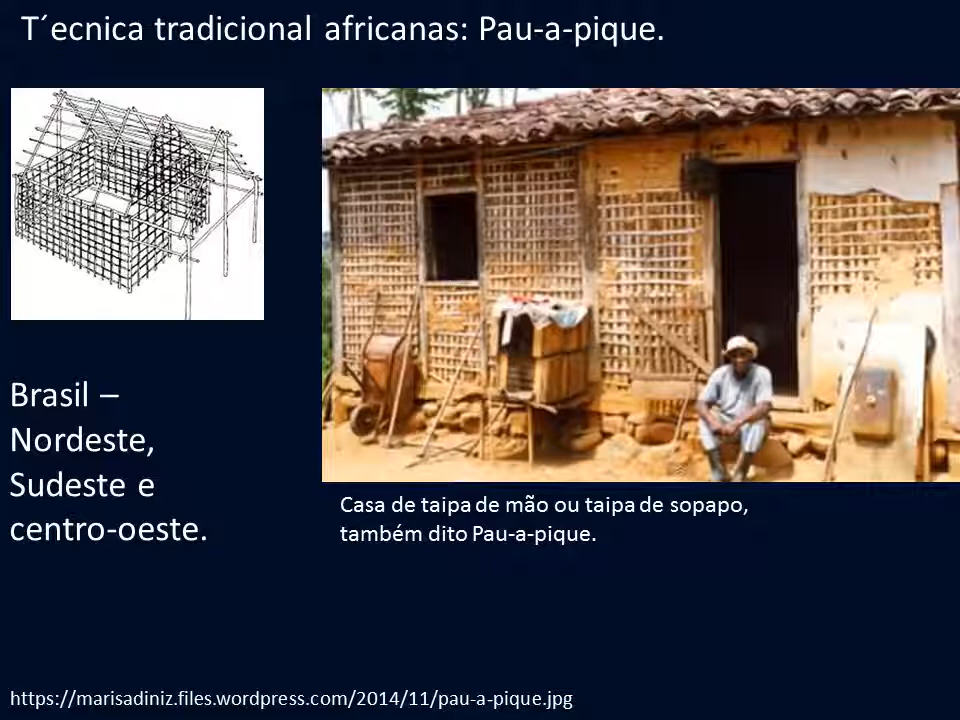 T´ecnica tradicional africanas: Pau-a-pique.
Brasil –
Nordeste,
Sudeste e
centro-oeste.
Casa de taipa de mão ou taipa de sopapo,
também dito Pau-a-pique.
https://marisadiniz.files.wordpress.com/2014/11/pau-a-pique.jpg